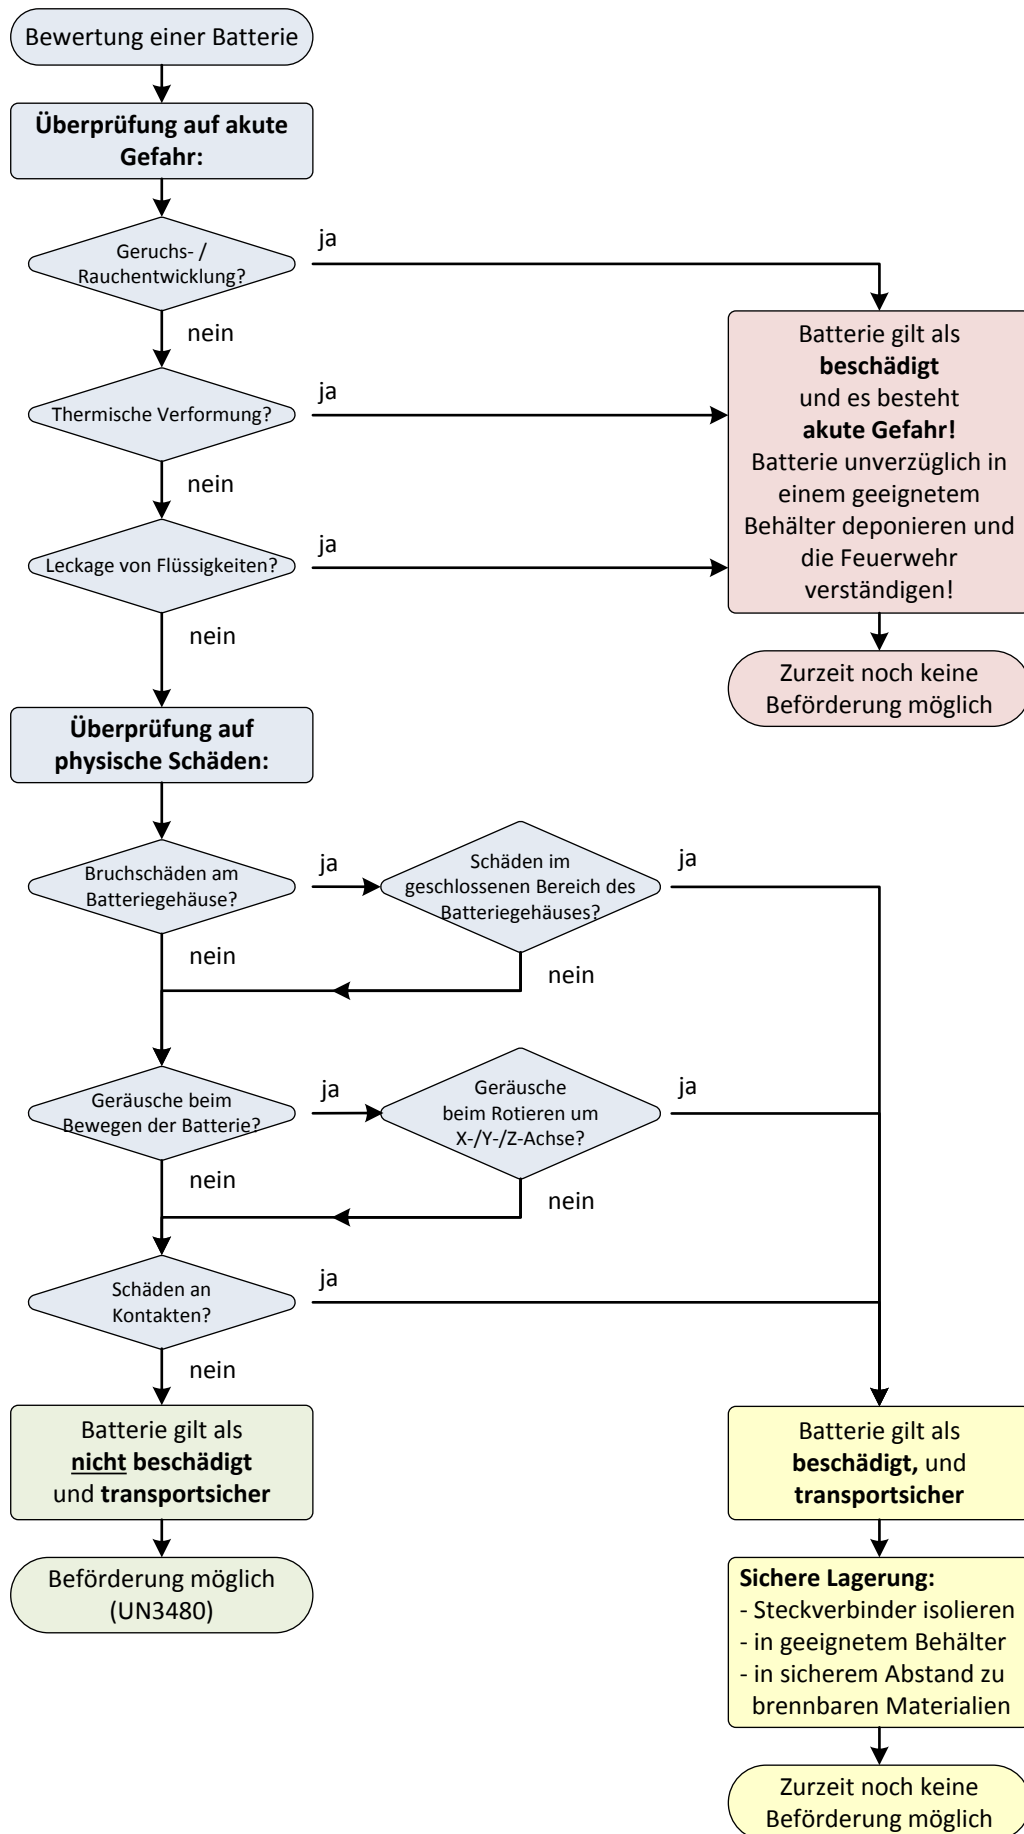 Bewertung einer Batterie
Überprüfung auf akute
Gefahr:
Geruchs- /
Rauchentwicklung?
ja
nein
Thermische Verformung?
ja
nein
Leckage von Flüssigkeiten?
ja
nein
Batterie gilt als
beschädigt
und es besteht
akute Gefahr!
Batterie unverzüglich in
einem geeignetem
Behälter deponieren und
die Feuerwehr
verständigen!
Zurzeit noch keine
Beförderung möglich
Überprüfung auf
physische Schäden:
Bruchschäden am
Batteriegehäuse?
ja
nein
Schäden im
geschlossenen Bereich des
Batteriegehäuses?
ja
nein
Geräusche beim
Bewegen der Batterie?
ja
nein
Geräusche
beim Rotieren um
X-/Y-/Z-Achse?
ja
nein
Schäden an
Kontakten?
ja
nein
Batterie gilt als
nicht beschädigt
und transportsicher
Beförderung möglich
(UN3480)
Batterie gilt als
beschädigt, und
transportsicher
Sichere Lagerung:
- Steckverbinder isolieren
- in geeignetem Behälter
- in sicherem Abstand zu
brennbaren Materialien
Zurzeit noch keine
Beförderung möglich